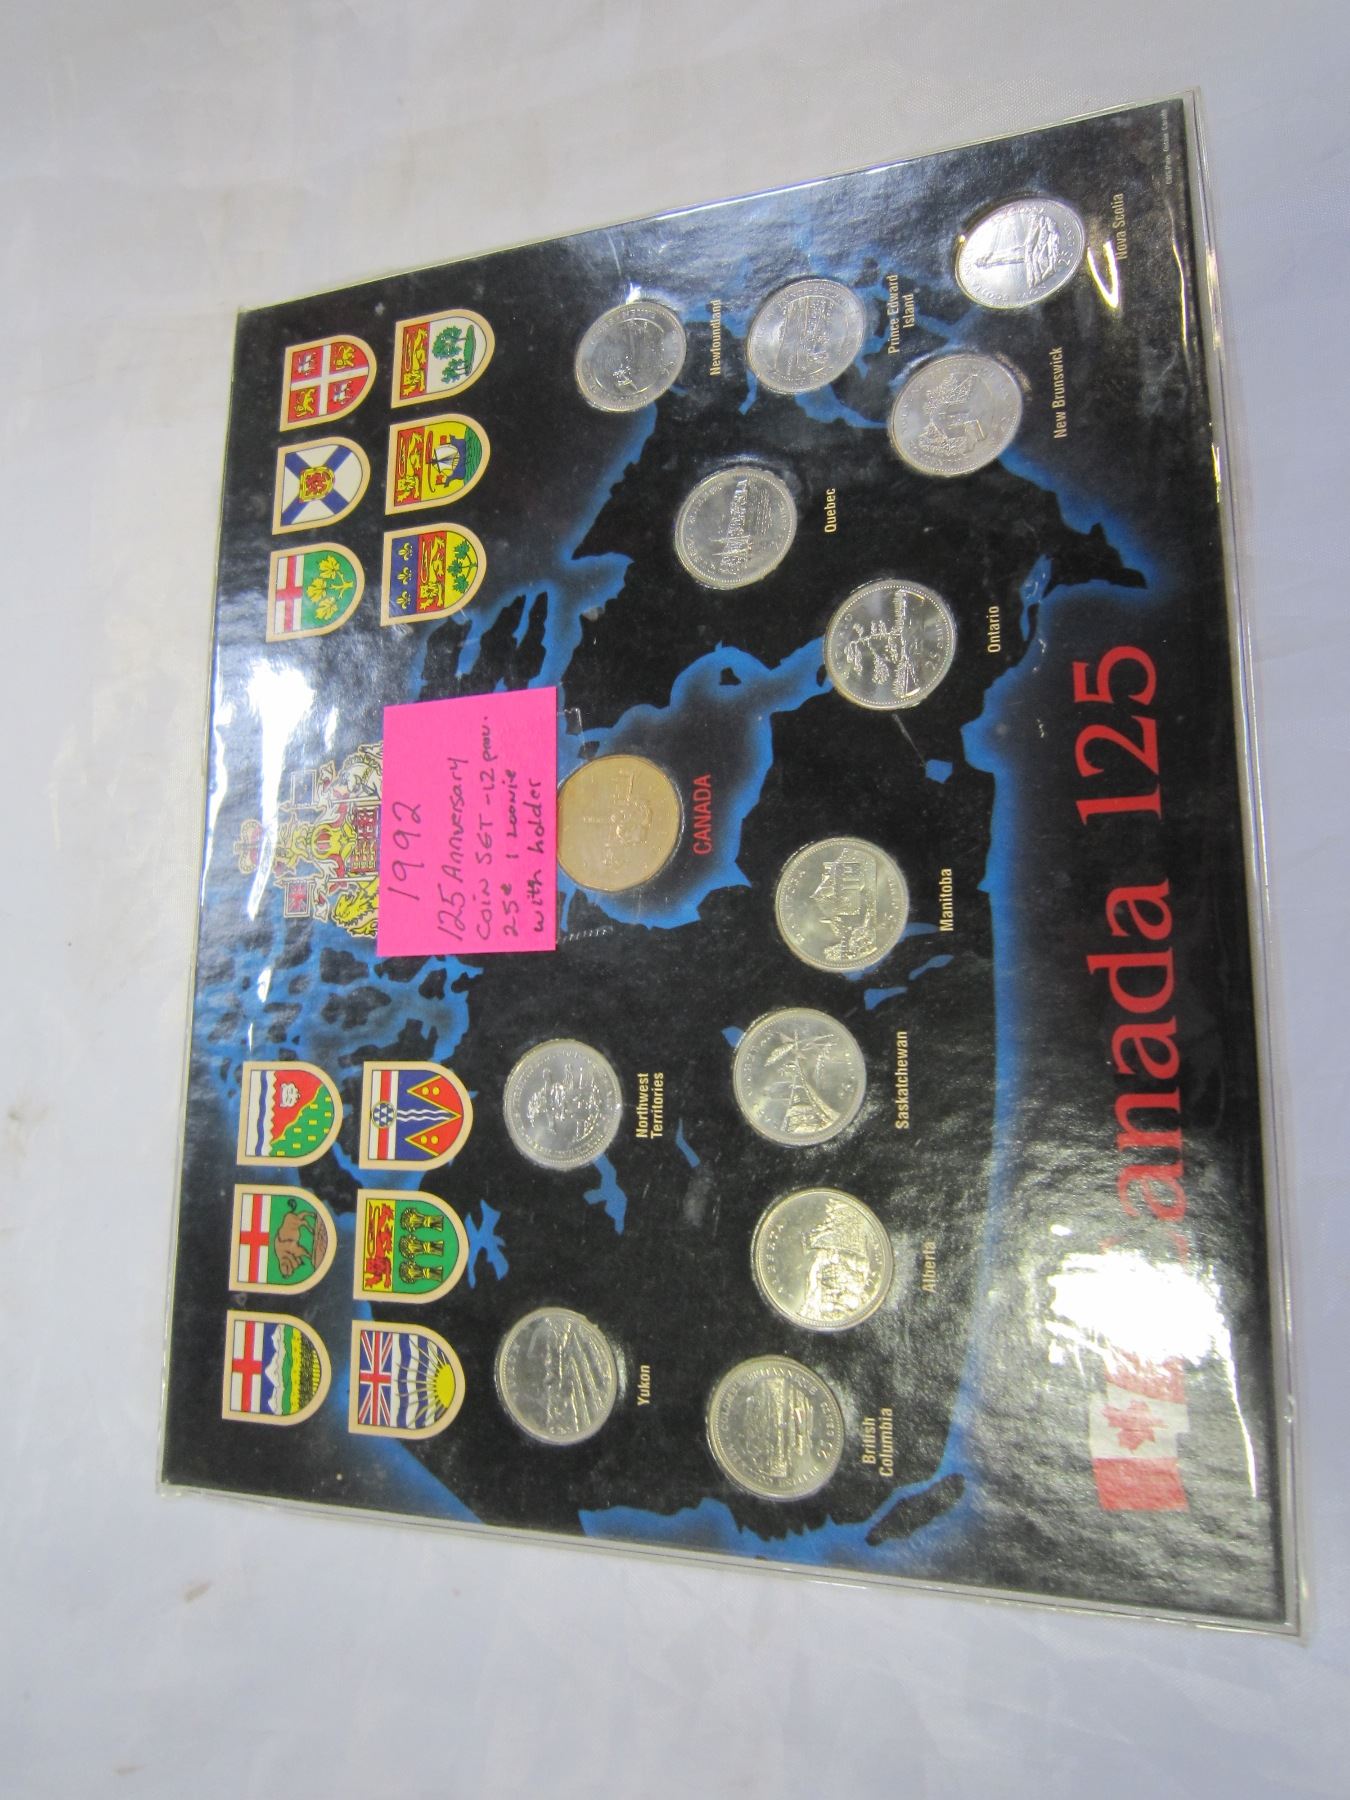 1992
125 Anniversary
COIN SET - 12 prov.
25¢ 1 LOONIE
with holder
CANADA
Yukon
Northwest
Territories
Newfoundland
British
Columbia
Alberta
Saskatchewan
Manitoba
Ontario
Quebec
Prince Edward
Island
New Brunswick
Nova Scotia
Canada 125